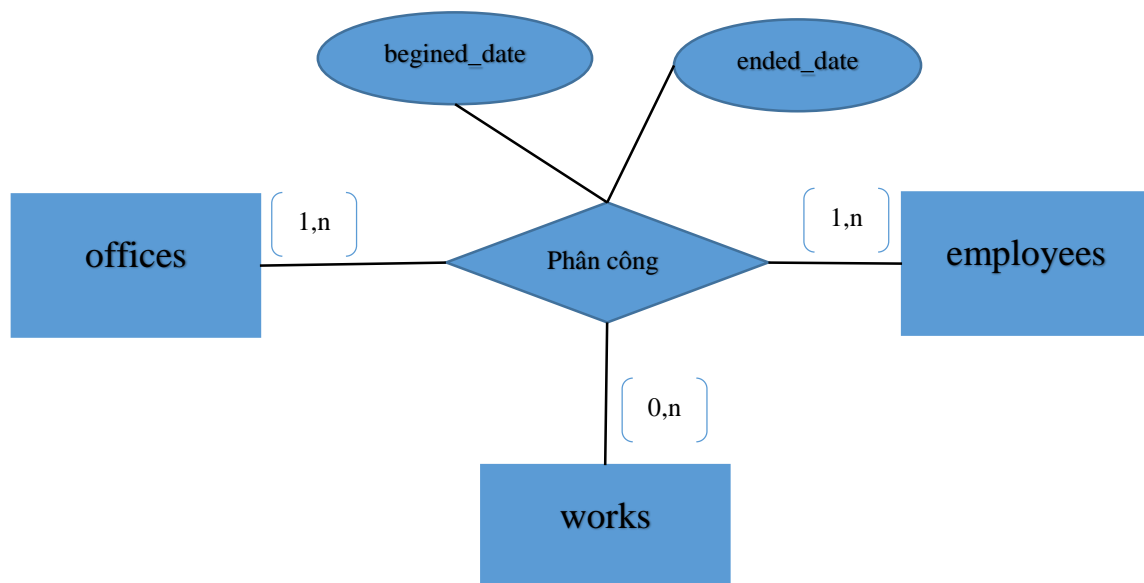 begined_date
ended_date
1,n
1,n
offices
Phân công
employees
0,n
works